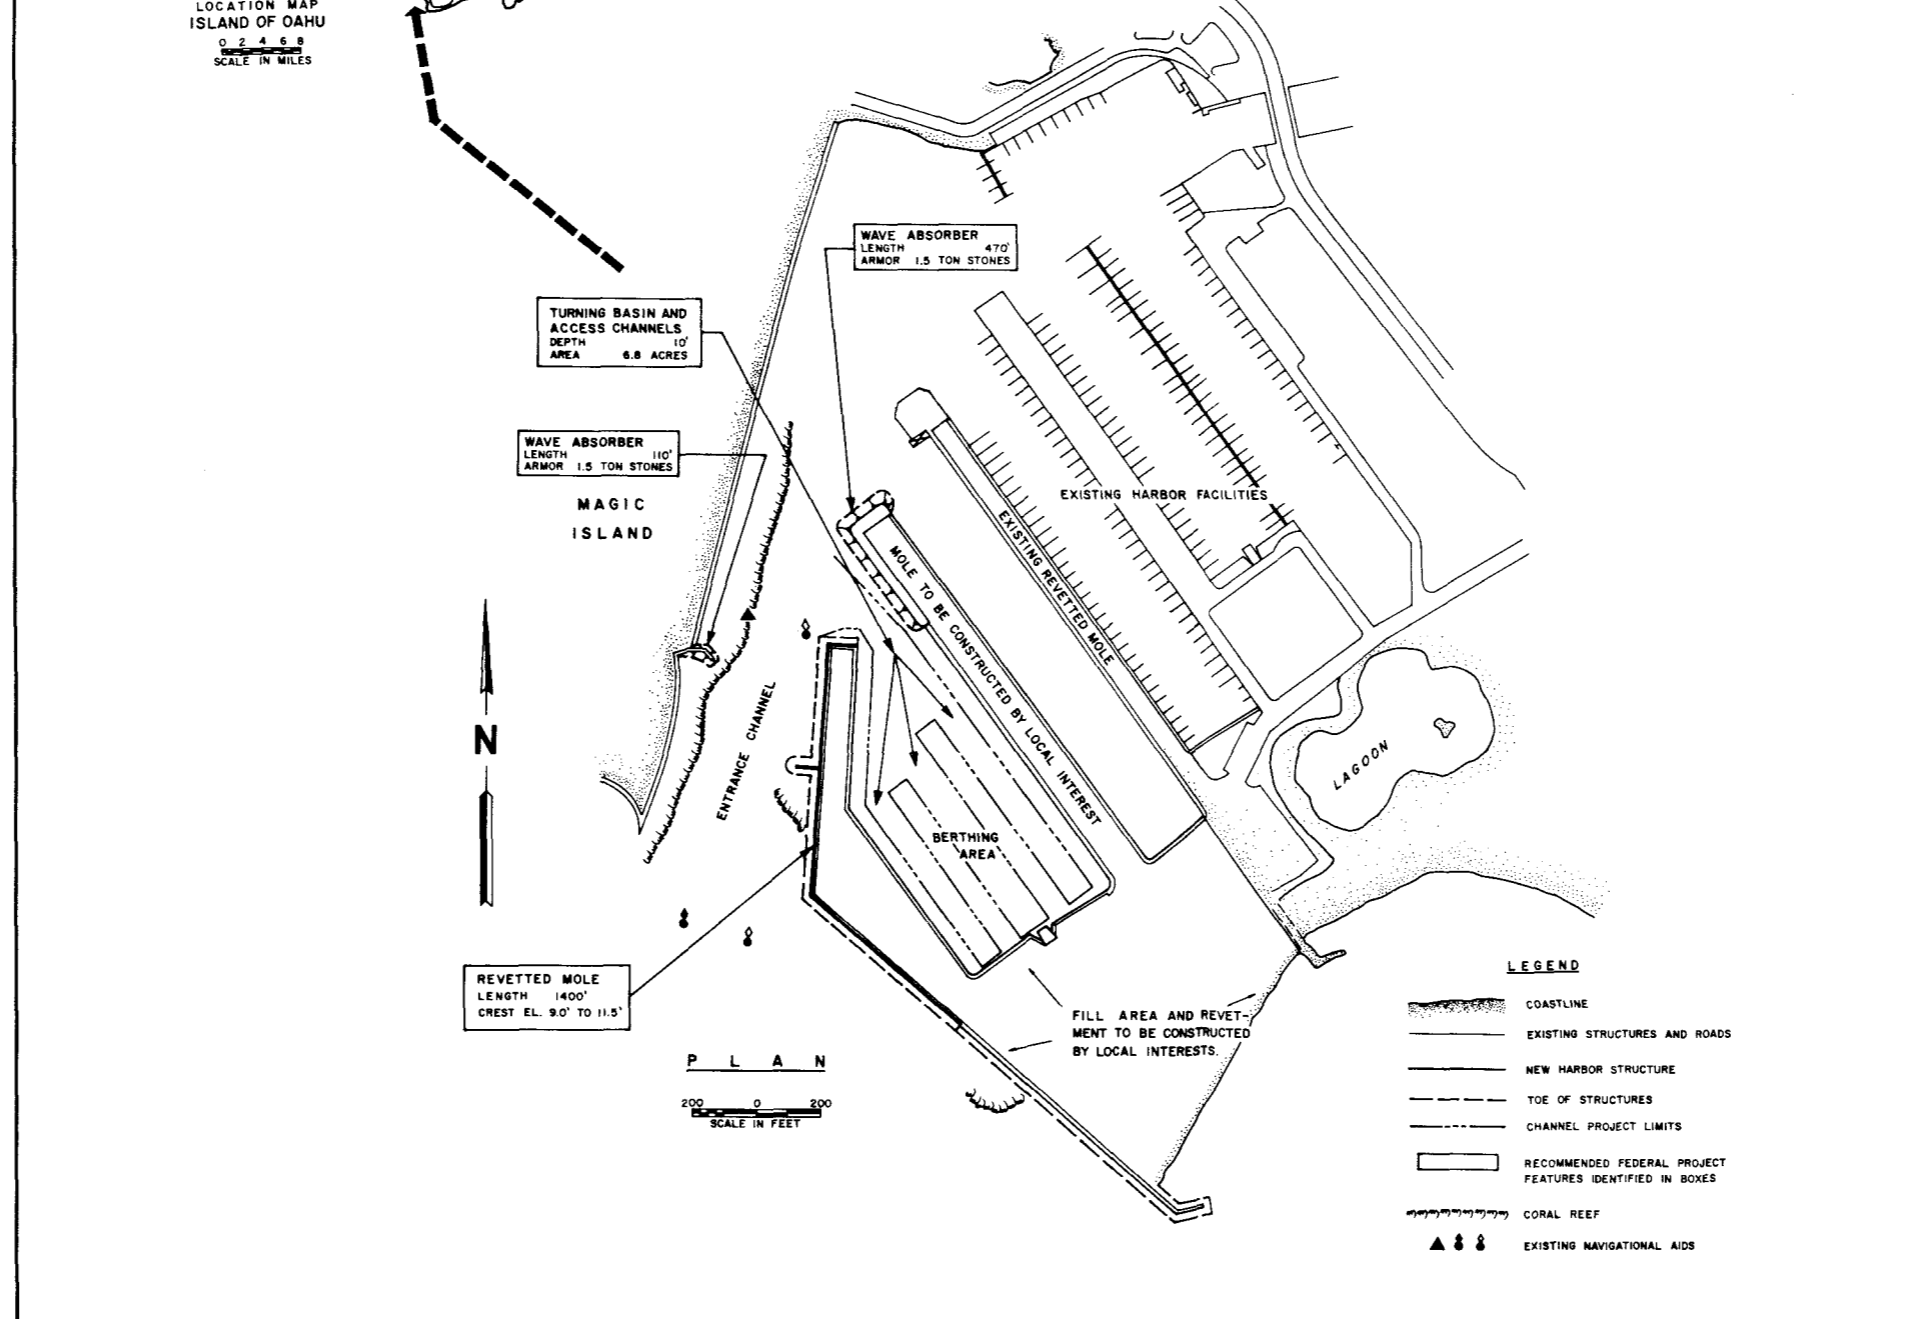 LOCATION MAP
ISLAND OF OAHU
0 2 4 6 8
SCALE IN MILES
WAVE ABSORBER
LENGTH 470'
ARMOR 1.5 TON STONES
TURNING BASIN AND
ACCESS CHANNELS
DEPTH 10'
AREA 6.8 ACRES
WAVE ABSORBER
LENGTH 110'
ARMOR 1.5 TON STONES
MAGIC
ISLAND
EXISTING HARBOR FACILITIES
EXISTING REVETTED MOLE
MOLE TO BE CONSTRUCTED BY LOCAL INTEREST
ENTRANCE CHANNEL
N
LAGOON
BERTHING
AREA
REVETTED MOLE
LENGTH 1400'
CREST EL. 9.0' TO 11.5'
FILL AREA AND REVET-
MENT TO BE CONSTRUCTED
BY LOCAL INTERESTS.
PLAN
200 0 200
SCALE IN FEET
LEGEND
COASTLINE
EXISTING STRUCTURES AND ROADS
NEW HARBOR STRUCTURE
TOE OF STRUCTURES
CHANNEL PROJECT LIMITS
RECOMMENDED FEDERAL PROJECT
FEATURES IDENTIFIED IN BOXES
CORAL REEF
EXISTING NAVIGATIONAL AIDS